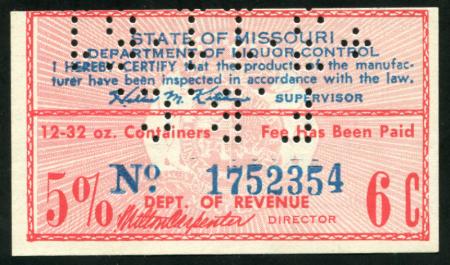 STATE OF MISSOURI
DEPARTMENT OF LIQUOR CONTROL
I HEREBY CERTIFY that the products of the manufac-
turer have been inspected in accordance with the law.
SUPERVISOR
12-32 oz. Containers Fee Has Been Paid
5% No. 1752354 6 C
DEPT. OF REVENUE
Milton Carpenter DIRECTOR